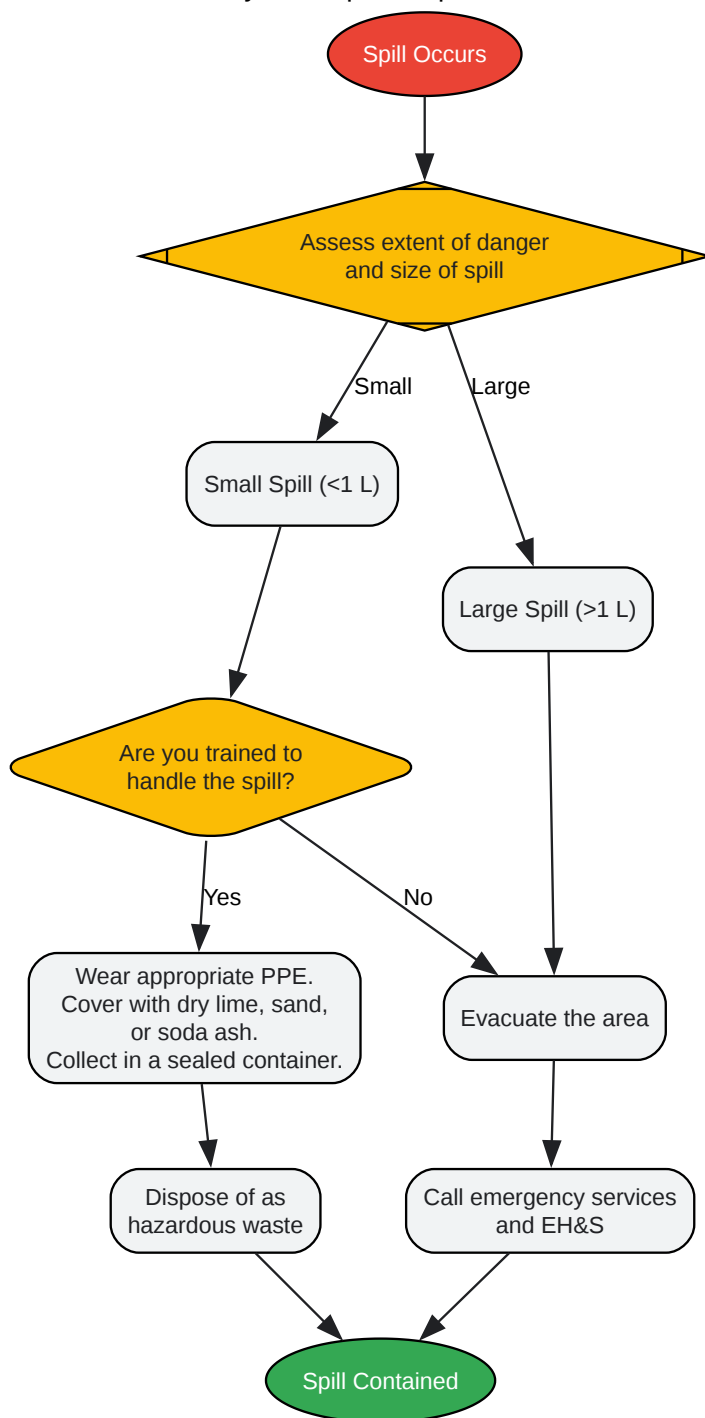 Spill Occurs
Assess extent of danger
and size of spill
Small
Large
Small Spill (<1 L)
Large Spill (>1 L)
Are you trained to
handle the spill?
Yes
No
Wear appropriate PPE.
Cover with dry lime, sand,
or soda ash.
Collect in a sealed container.
Evacuate the area
Dispose of as
hazardous waste
Call emergency services
and EH&S
Spill Contained